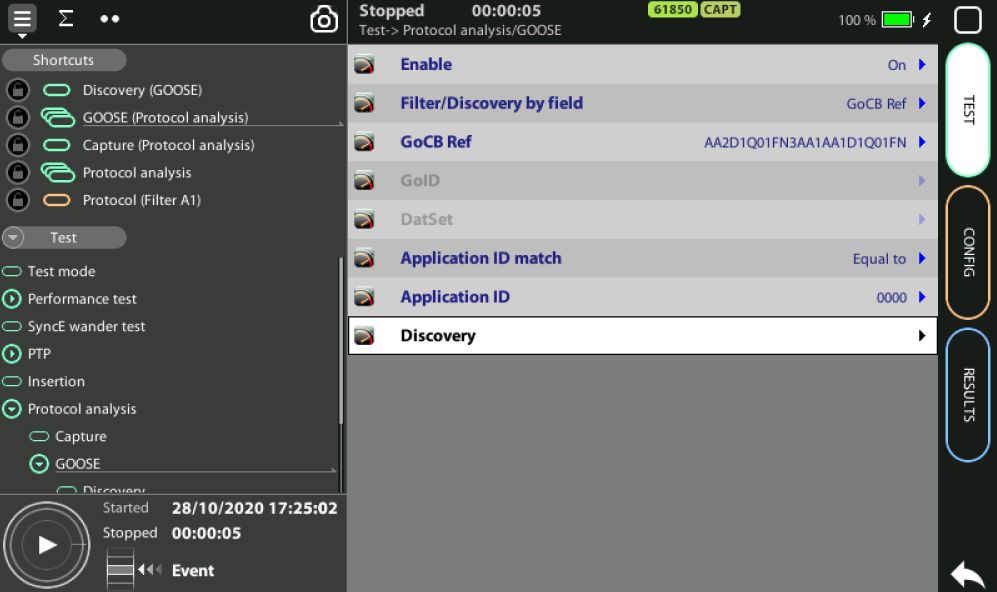 Σ
Stopped 00:00:05
Test-> Protocol analysis/GOOSE
61850 CAPT
100 %
Shortcuts
Discovery (GOOSE)
GOOSE (Protocol analysis)
Capture (Protocol analysis)
Protocol analysis
Protocol (Filter A1)
Test
Test mode
Performance test
SyncE wander test
PTP
Insertion
Protocol analysis
Capture
GOOSE
Discovery
Started 28/10/2020 17:25:02
Stopped 00:00:05
Event
Enable On
Filter/Discovery by field GoCB Ref
GoCB Ref AA2D1Q01FN3AA1AA1D1Q01FN
GoID
DatSet
Application ID match Equal to
Application ID 0000
Discovery
TEST
CONFIG
RESULTS